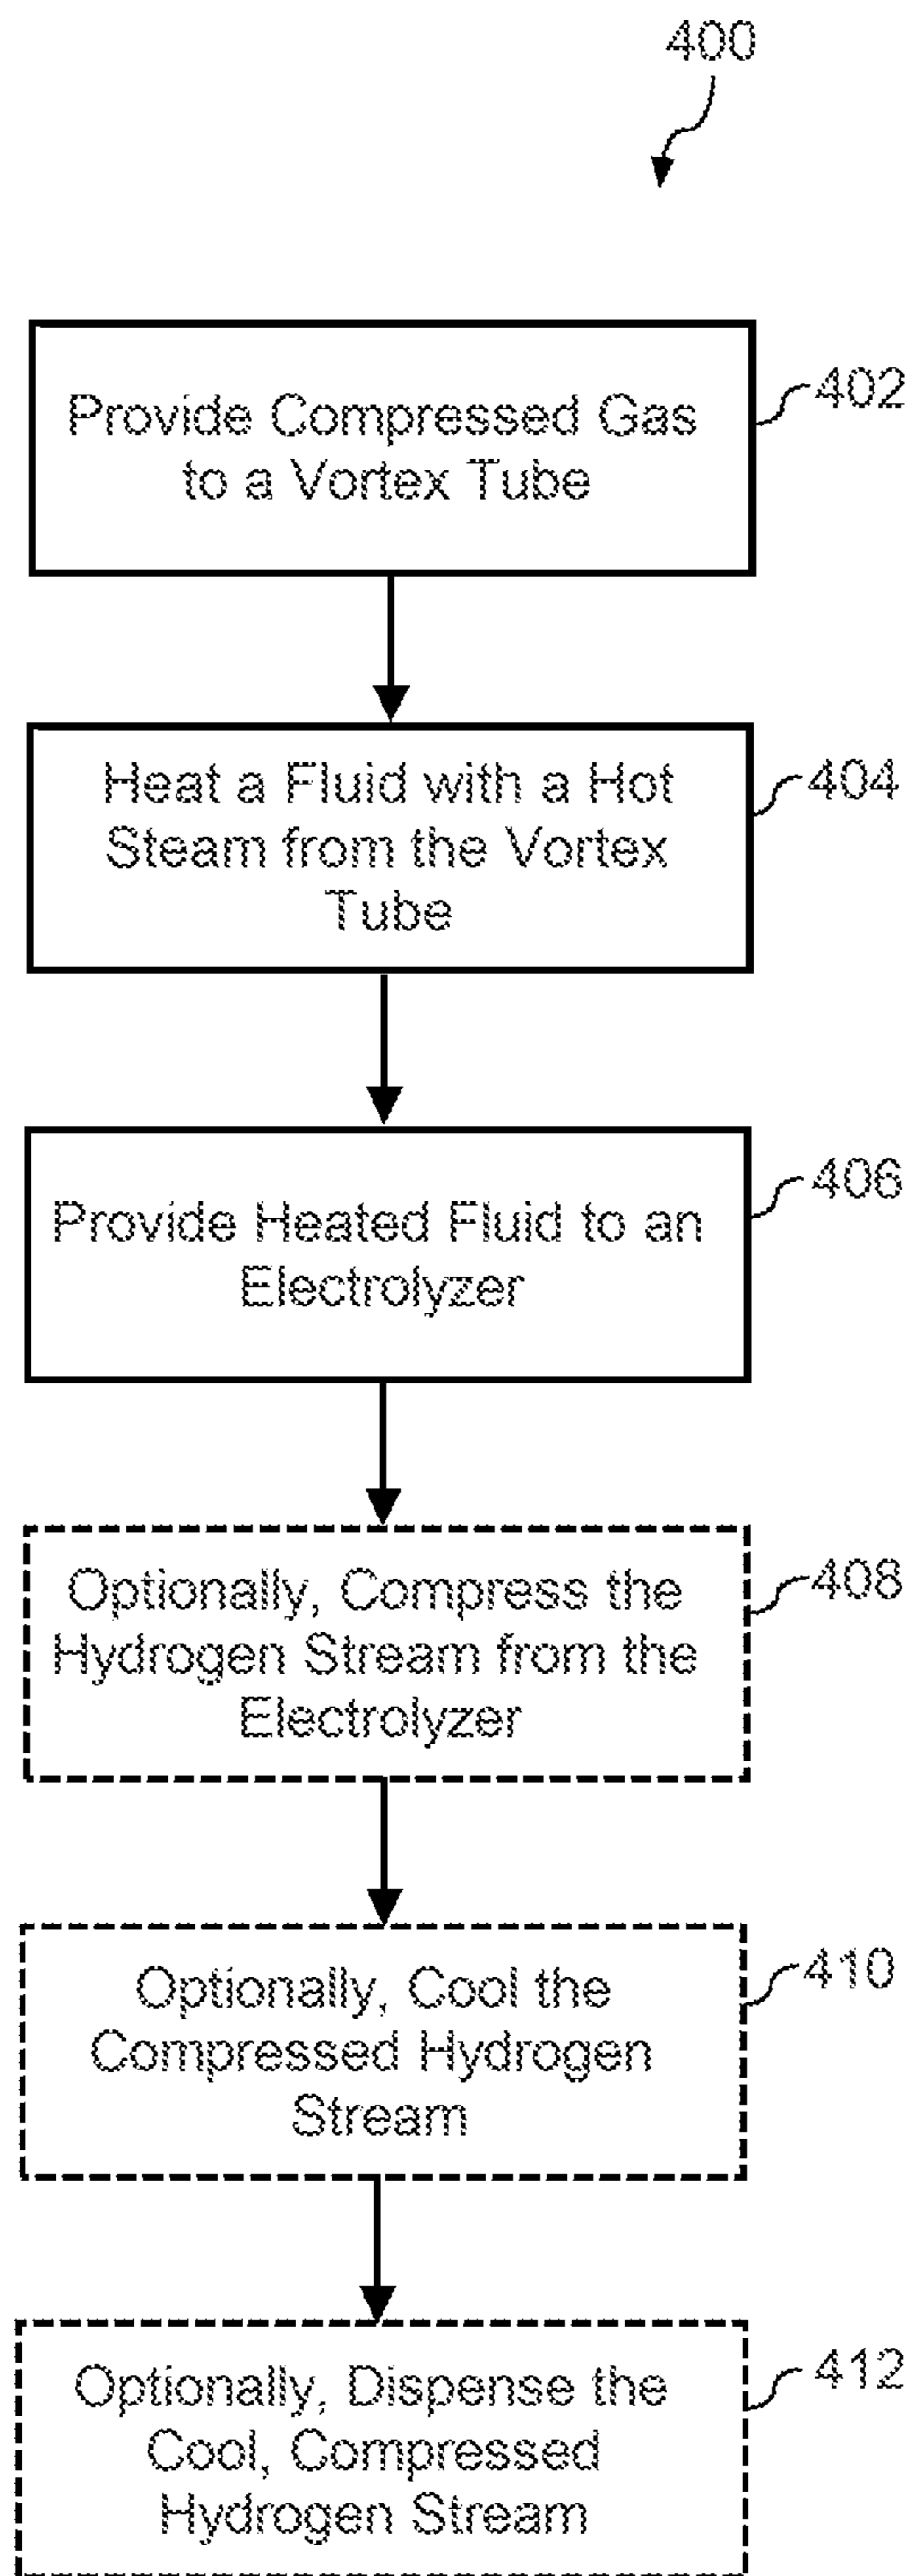 400
Provide Compressed Gas
to a Vortex Tube
402
Heat a Fluid with a Hot
Steam from the Vortex
Tube
404
Provide Heated Fluid to an
Electrolyzer
406
Optionally, Compress the
Hydrogen Stream from the
Electrolyzer
408
Optionally, Cool the
Compressed Hydrogen
Stream
410
Optionally, Dispense the
Cool, Compressed
Hydrogen Stream
412